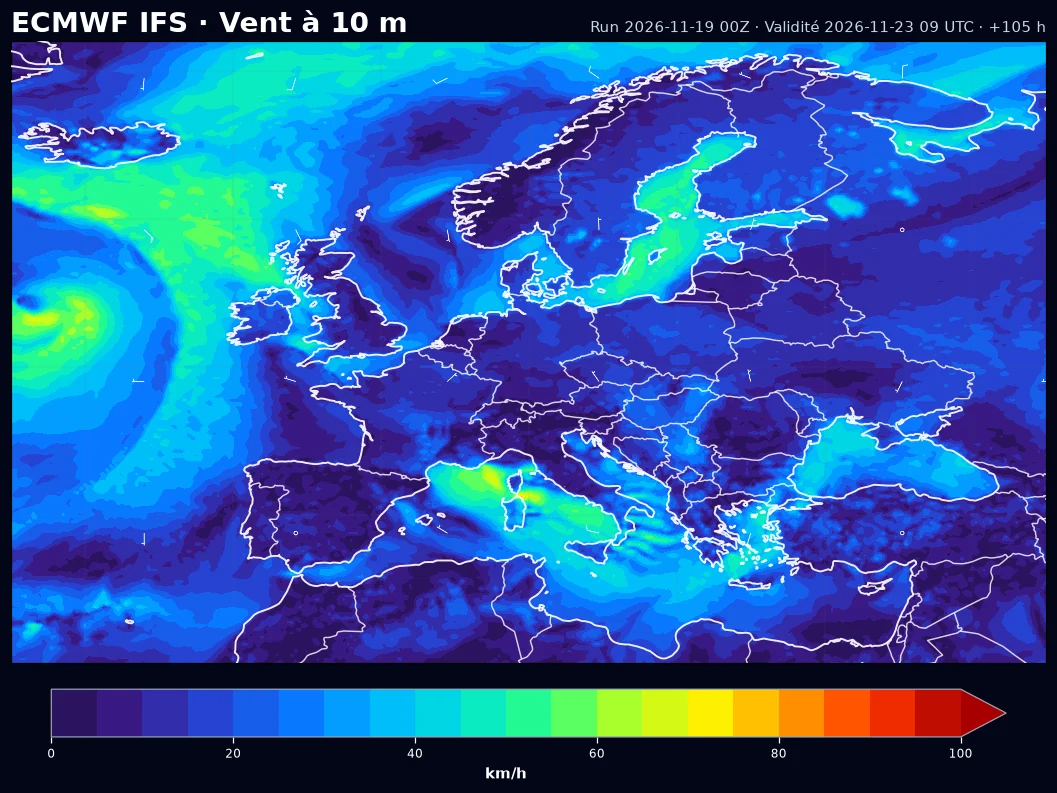 ECMWF IFS · Vent à 10 m
Run 2026-11-19 00Z · Validité 2026-11-23 09 UTC · +105 h
0 20 40 60 80 100
km/h